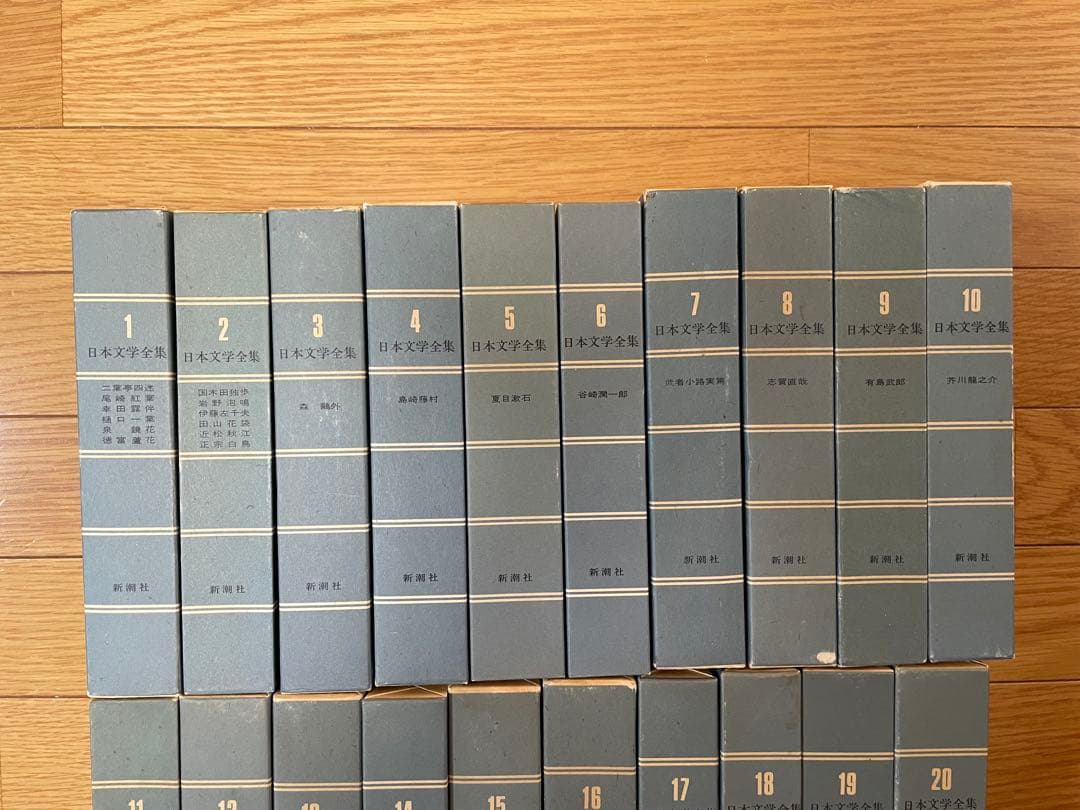 1
日本文学全集
二葉亭四迷
尾崎紅葉
幸田露伴
樋口一葉
泉鏡花
徳富蘆花
新潮社
2
日本文学全集
国木田独歩
岩野泡鳴
伊藤左千夫
田山花袋
近松秋江
正宗白鳥
新潮社
3
日本文学全集
森鷗外
新潮社
4
日本文学全集
島崎藤村
新潮社
5
日本文学全集
夏目漱石
新潮社
6
日本文学全集
谷崎潤一郎
新潮社
7
日本文学全集
武者小路実篤
新潮社
8
日本文学全集
志賀直哉
新潮社
9
日本文学全集
有島武郎
新潮社
10
日本文学全集
芥川龍之介
新潮社
11
12
13
14
15
16
17
18
日本文学全集
19
日本文学全集
20
日本文学全集